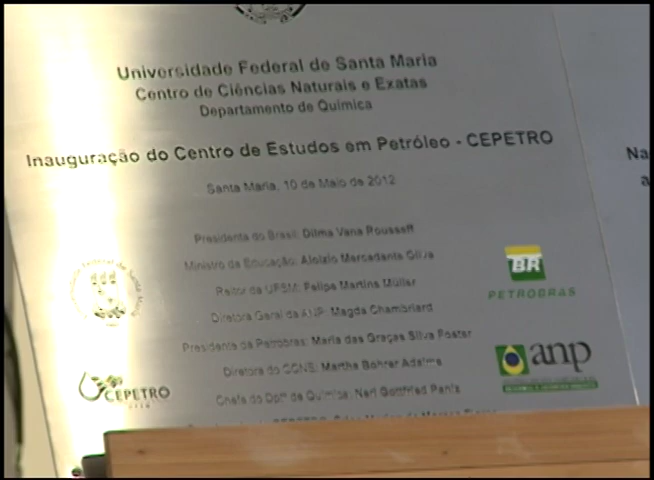 Universidade Federal de Santa Maria
Centro de Ciências Naturais e Exatas
Departamento de Química
Inauguração do Centro de Estudos em Petróleo - CEPETRO
Santa Maria, 10 de Maio de 2012
Presidenta do Brasil: Dilma Vana Rousseff
Ministro da Educação: Aloizio Mercadante Oliva
Reitor da UFSM: Felipe Martins Müller
Diretora Geral da ANP: Magda Chambriard
Presidente da Petrobras: Maria das Graças Silva Foster
Diretora do CCNE: Martha Bohrer Adaime
Chefe do Dptº de Química: Neri Gottfried Paniz
BR
PETROBRAS
anp
CEPETRO
UFSM
Na
a